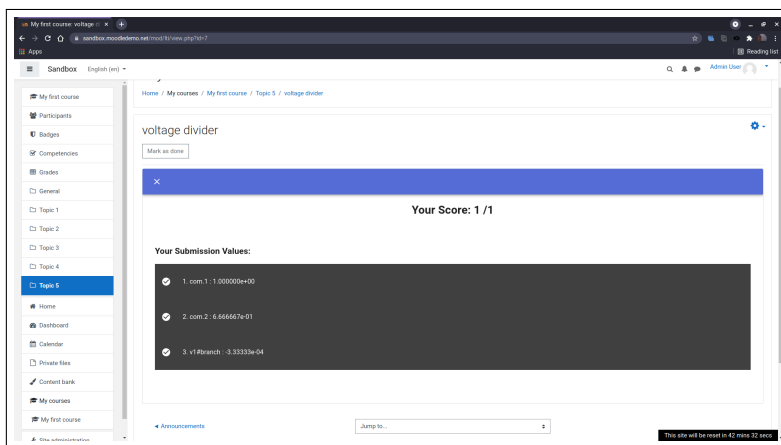 My first course: voltage di
sandbox.moodledemo.net/mod/lti/view.php?id=7
Apps
Reading list
Sandbox
English (en)
Admin User
My first course
Participants
Badges
Competencies
Grades
General
Topic 1
Topic 2
Topic 3
Topic 4
Topic 5
Home
Dashboard
Calendar
Private files
Content bank
My courses
My first course
Site administration
Home / My courses / My first course / Topic 5 / voltage divider
voltage divider
Mark as done
Your Score: 1 /1
Your Submission Values:
1. com.1 : 1.000000e+00
2. com.2 : 6.666667e-01
3. v1#branch : -3.33333e-04
◄ Announcements
Jump to...
This site will be reset in 42 mins 32 secs